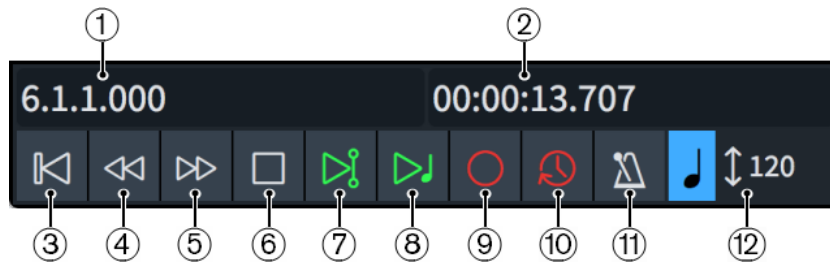 ① ②
6.1.1.000 00:00:13.707
120
③ ④ ⑤ ⑥ ⑦ ⑧ ⑨ ⑩ ⑪ ⑫